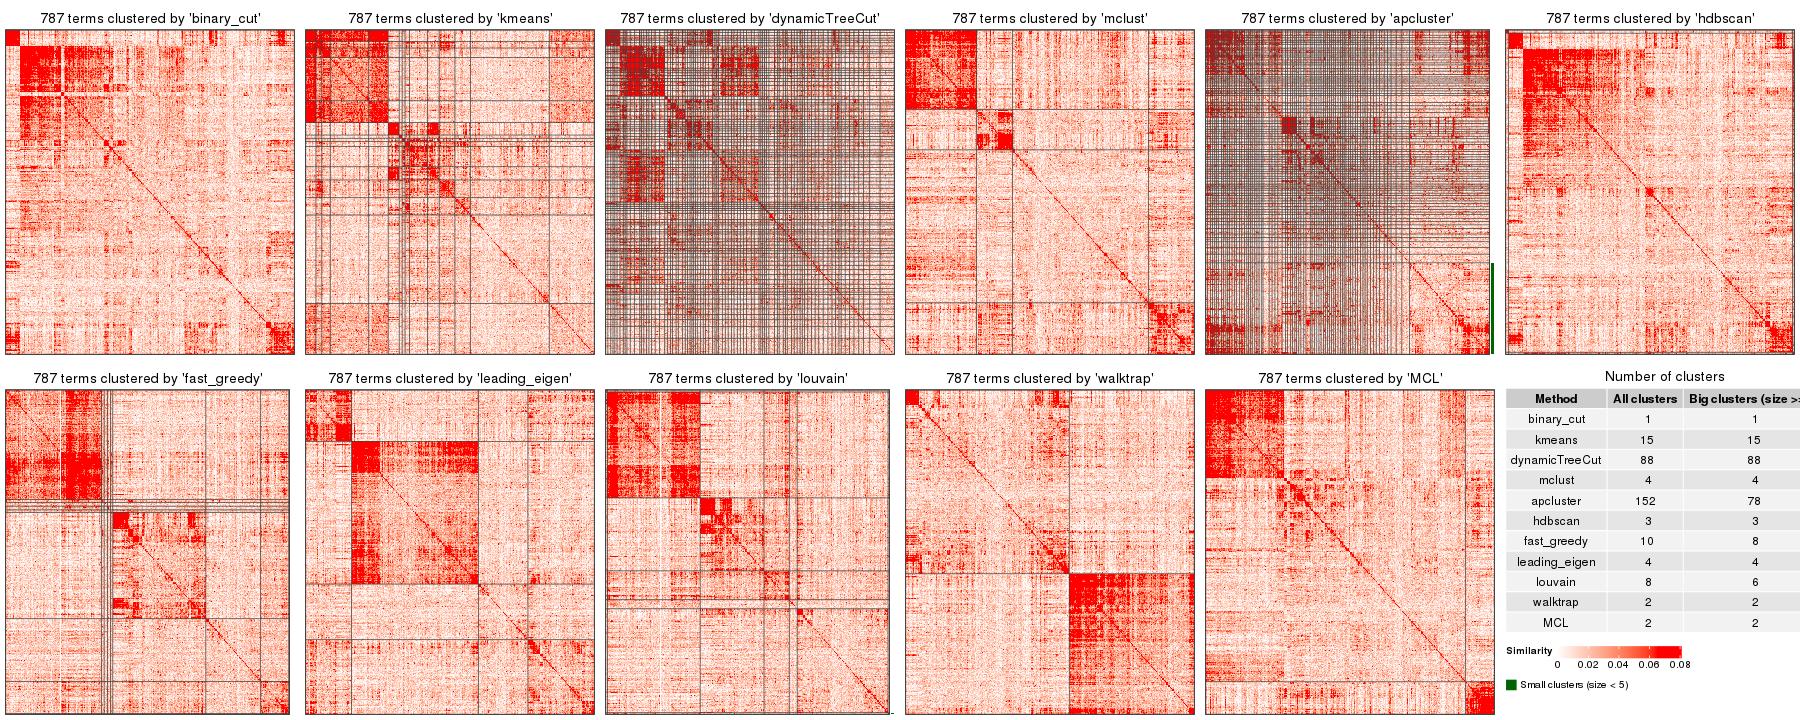 787 terms clustered by 'binary_cut'
787 terms clustered by 'kmeans'
787 terms clustered by 'dynamicTreeCut'
787 terms clustered by 'mclust'
787 terms clustered by 'apcluster'
787 terms clustered by 'hdbscan'
787 terms clustered by 'fast_greedy'
787 terms clustered by 'leading_eigen'
787 terms clustered by 'louvain'
787 terms clustered by 'walktrap'
787 terms clustered by 'MCL'
Number of clusters
Method All clusters Big clusters (size >=
binary_cut 1 1
kmeans 15 15
dynamicTreeCut 88 88
mclust 4 4
apcluster 152 78
hdbscan 3 3
fast_greedy 10 8
leading_eigen 4 4
louvain 8 6
walktrap 2 2
MCL 2 2
Similarity
0 0.02 0.04 0.06 0.08
Small clusters (size < 5)